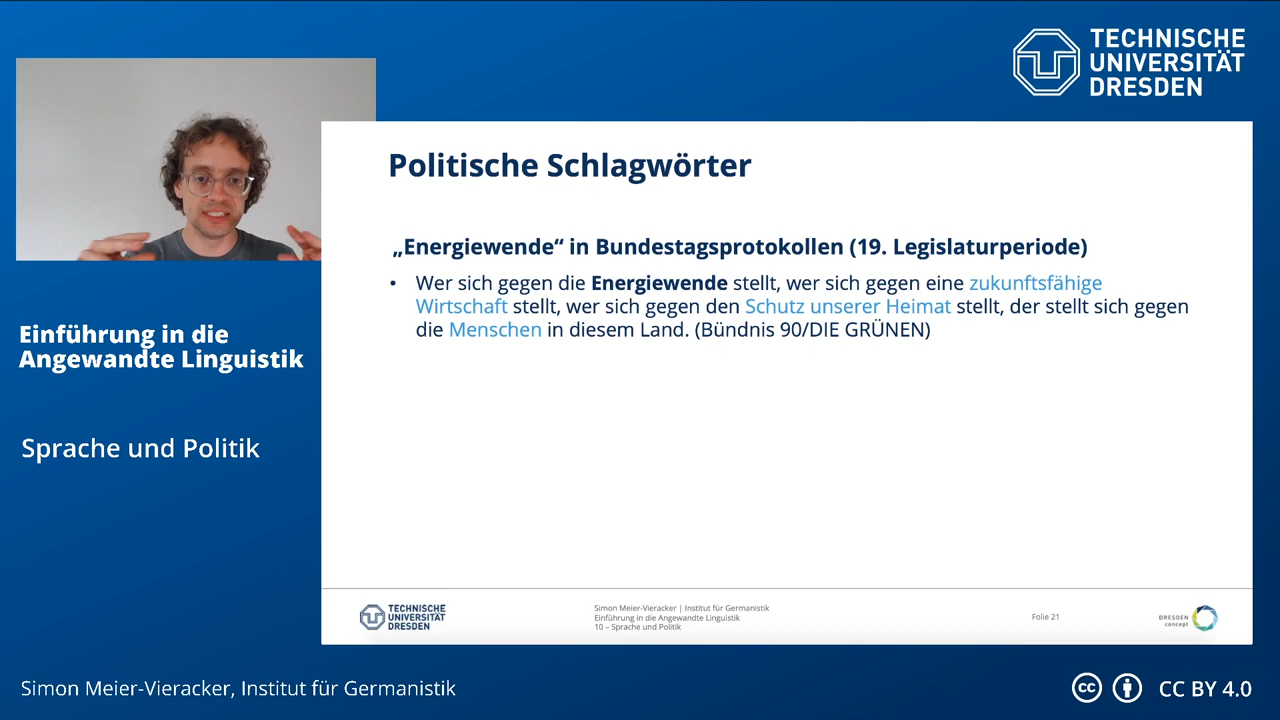 TECHNISCHE
UNIVERSITÄT
DRESDEN
Politische Schlagwörter
„Energiewende“ in Bundestagsprotokollen (19. Legislaturperiode)
• Wer sich gegen die Energiewende stellt, wer sich gegen eine zukunftsfähige
Wirtschaft stellt, wer sich gegen den Schutz unserer Heimat stellt, der stellt sich gegen
die Menschen in diesem Land. (Bündnis 90/DIE GRÜNEN)
Einführung in die
Angewandte Linguistik
Sprache und Politik
TECHNISCHE
UNIVERSITÄT
DRESDEN
Simon Meier-Vieracker | Institut für Germanistik
Einführung in die Angewandte Linguistik
10 – Sprache und Politik
Folie 21
DRESDEN
concept
Simon Meier-Vieracker, Institut für Germanistik
cc CC BY 4.0